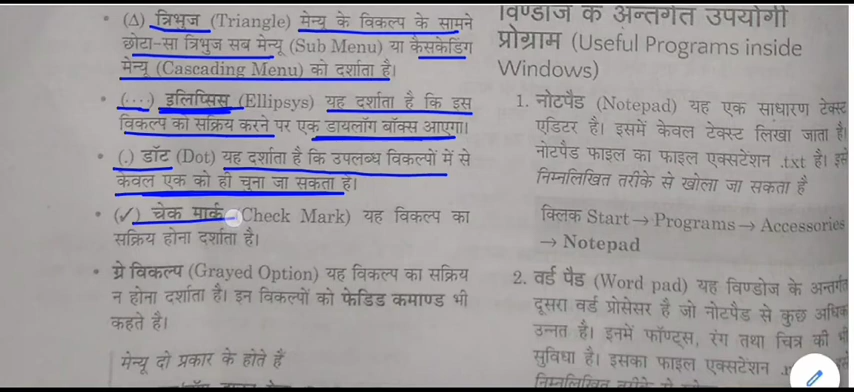 • (Δ) त्रिभुज (Triangle) मेन्यू के विकल्प के सामने
छोटा-सा त्रिभुज सब मेन्यू (Sub Menu) या कैसकेडिंग
मेन्यू (Cascading Menu) को दर्शाता है।
• (....) इलिप्सिस (Ellipsys) यह दर्शाता है कि इस
विकल्प को सक्रिय करने पर एक डायलॉग बॉक्स आएगा।
• (.) डॉट (Dot) यह दर्शाता है कि उपलब्ध विकल्पों में से
केवल एक को ही चुना जा सकता है।
• (✓) चेक मार्क (Check Mark) यह विकल्प का
सक्रिय होना दर्शाता है।
• ग्रे विकल्प (Grayed Option) यह विकल्प का सक्रिय
न होना दर्शाता है। इन विकल्पों को फेडिड कमाण्ड भी
कहते है।
मेन्यू दो प्रकार के होते हैं
विण्डोज के अन्तर्गत उपयोगी
प्रोग्राम (Useful Programs inside
Windows)
1. नोटपैड (Notepad) यह एक साधारण टेक्स्ट
एडिटर है। इसमें केवल टेक्स्ट लिखा जाता है।
नोटपैड फाइल का फाइल एक्सटेंशन .txt है। इसे
निम्नलिखित तरीके से खोला जा सकता है
क्लिक Start → Programs → Accessories
→ Notepad
2. वर्ड पैड (Word pad) यह विण्डोज के अन्तर्गत
दूसरा वर्ड प्रोसेसर है जो नोटपैड से कुछ अधिक
उन्नत है। इनमें फॉण्ट्स, रंग तथा चित्र की भी
सुविधा है। इसका फाइल एक्सटेंशन
निम्नलिखित तरीके से